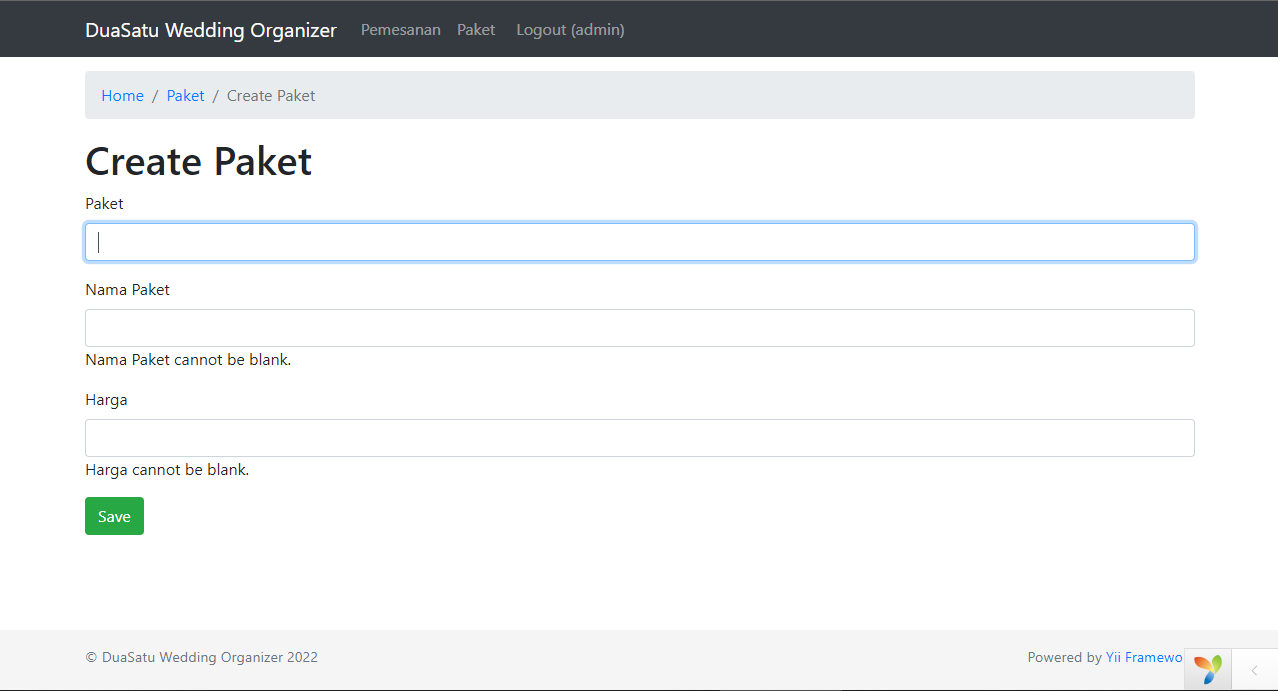 DuaSatu Wedding Organizer Pemesanan Paket Logout (admin)
Home / Paket / Create Paket
Create Paket
Paket
Nama Paket
Nama Paket cannot be blank.
Harga
Harga cannot be blank.
Save
© DuaSatu Wedding Organizer 2022 Powered by Yii Framewo